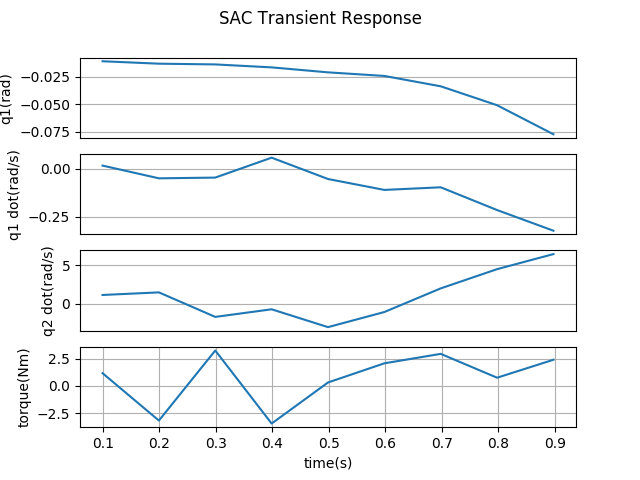 SAC Transient Response
q1(rad)
−0.025
−0.050
−0.075
q1 dot(rad/s)
0.00
−0.25
q2 dot(rad/s)
5
0
torque(Nm)
2.5
0.0
−2.5
0.1 0.2 0.3 0.4 0.5 0.6 0.7 0.8 0.9
time(s)